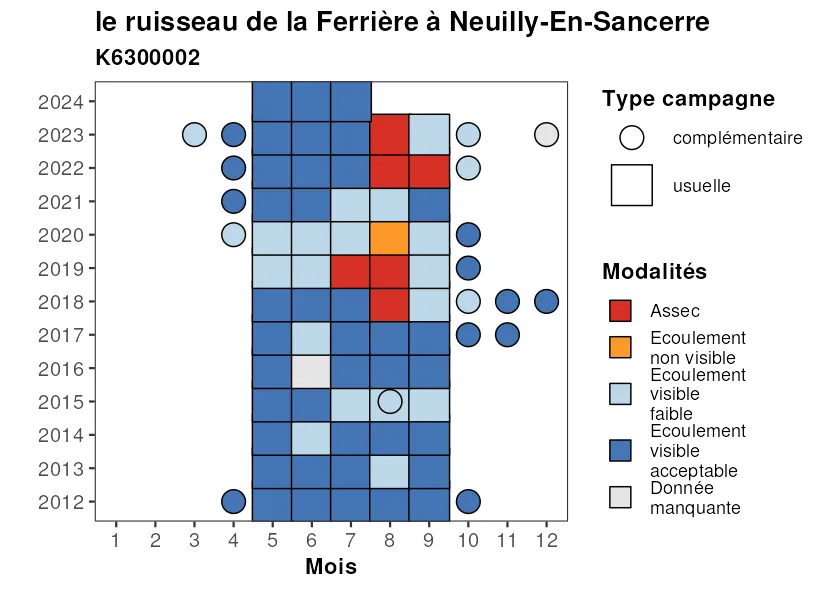 le ruisseau de la Ferrière à Neuilly-En-Sancerre
K6300002
2024
2023
2022
2021
2020
2019
2018
2017
2016
2015
2014
2013
2012
1 2 3 4 5 6 7 8 9 10 11 12
Mois
Type campagne
complémentaire
usuelle
Modalités
Assec
Ecoulement
non visible
Ecoulement
visible
faible
Ecoulement
visible
acceptable
Donnée
manquante